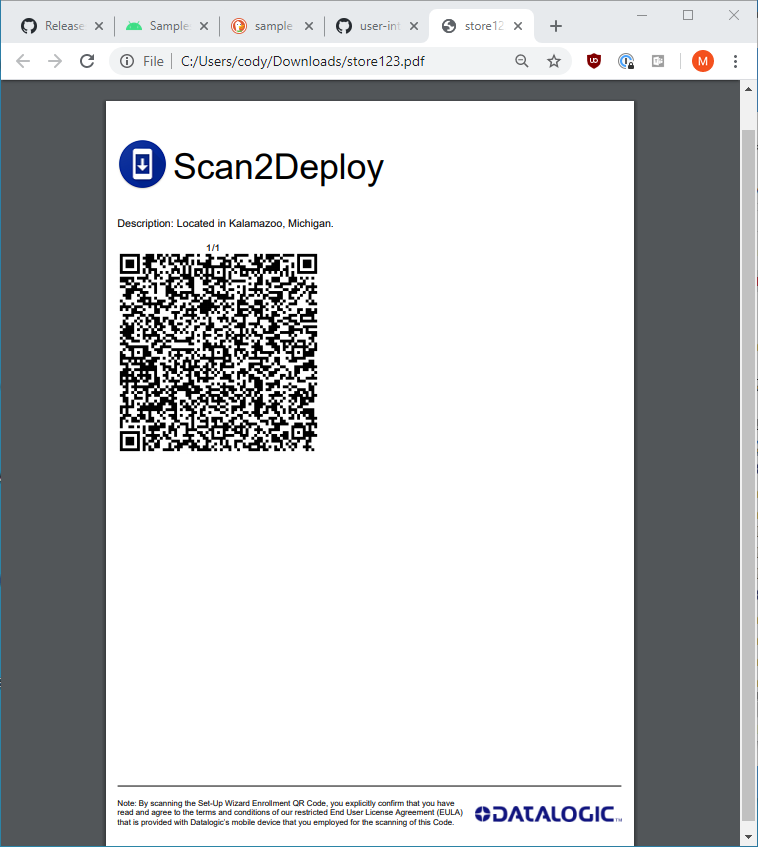 Release
Sample
sample
user-int
store12
File
C:/Users/cody/Downloads/store123.pdf
M
Scan2Deploy
Description: Located in Kalamazoo, Michigan.
1/1
Note: By scanning the Set-Up Wizard Enrollment QR Code, you explicitly confirm that you have
read and agree to the terms and conditions of our restricted End User License Agreement (EULA)
that is provided with Datalogic's mobile device that you employed for the scanning of this Code.
DATALOGIC™